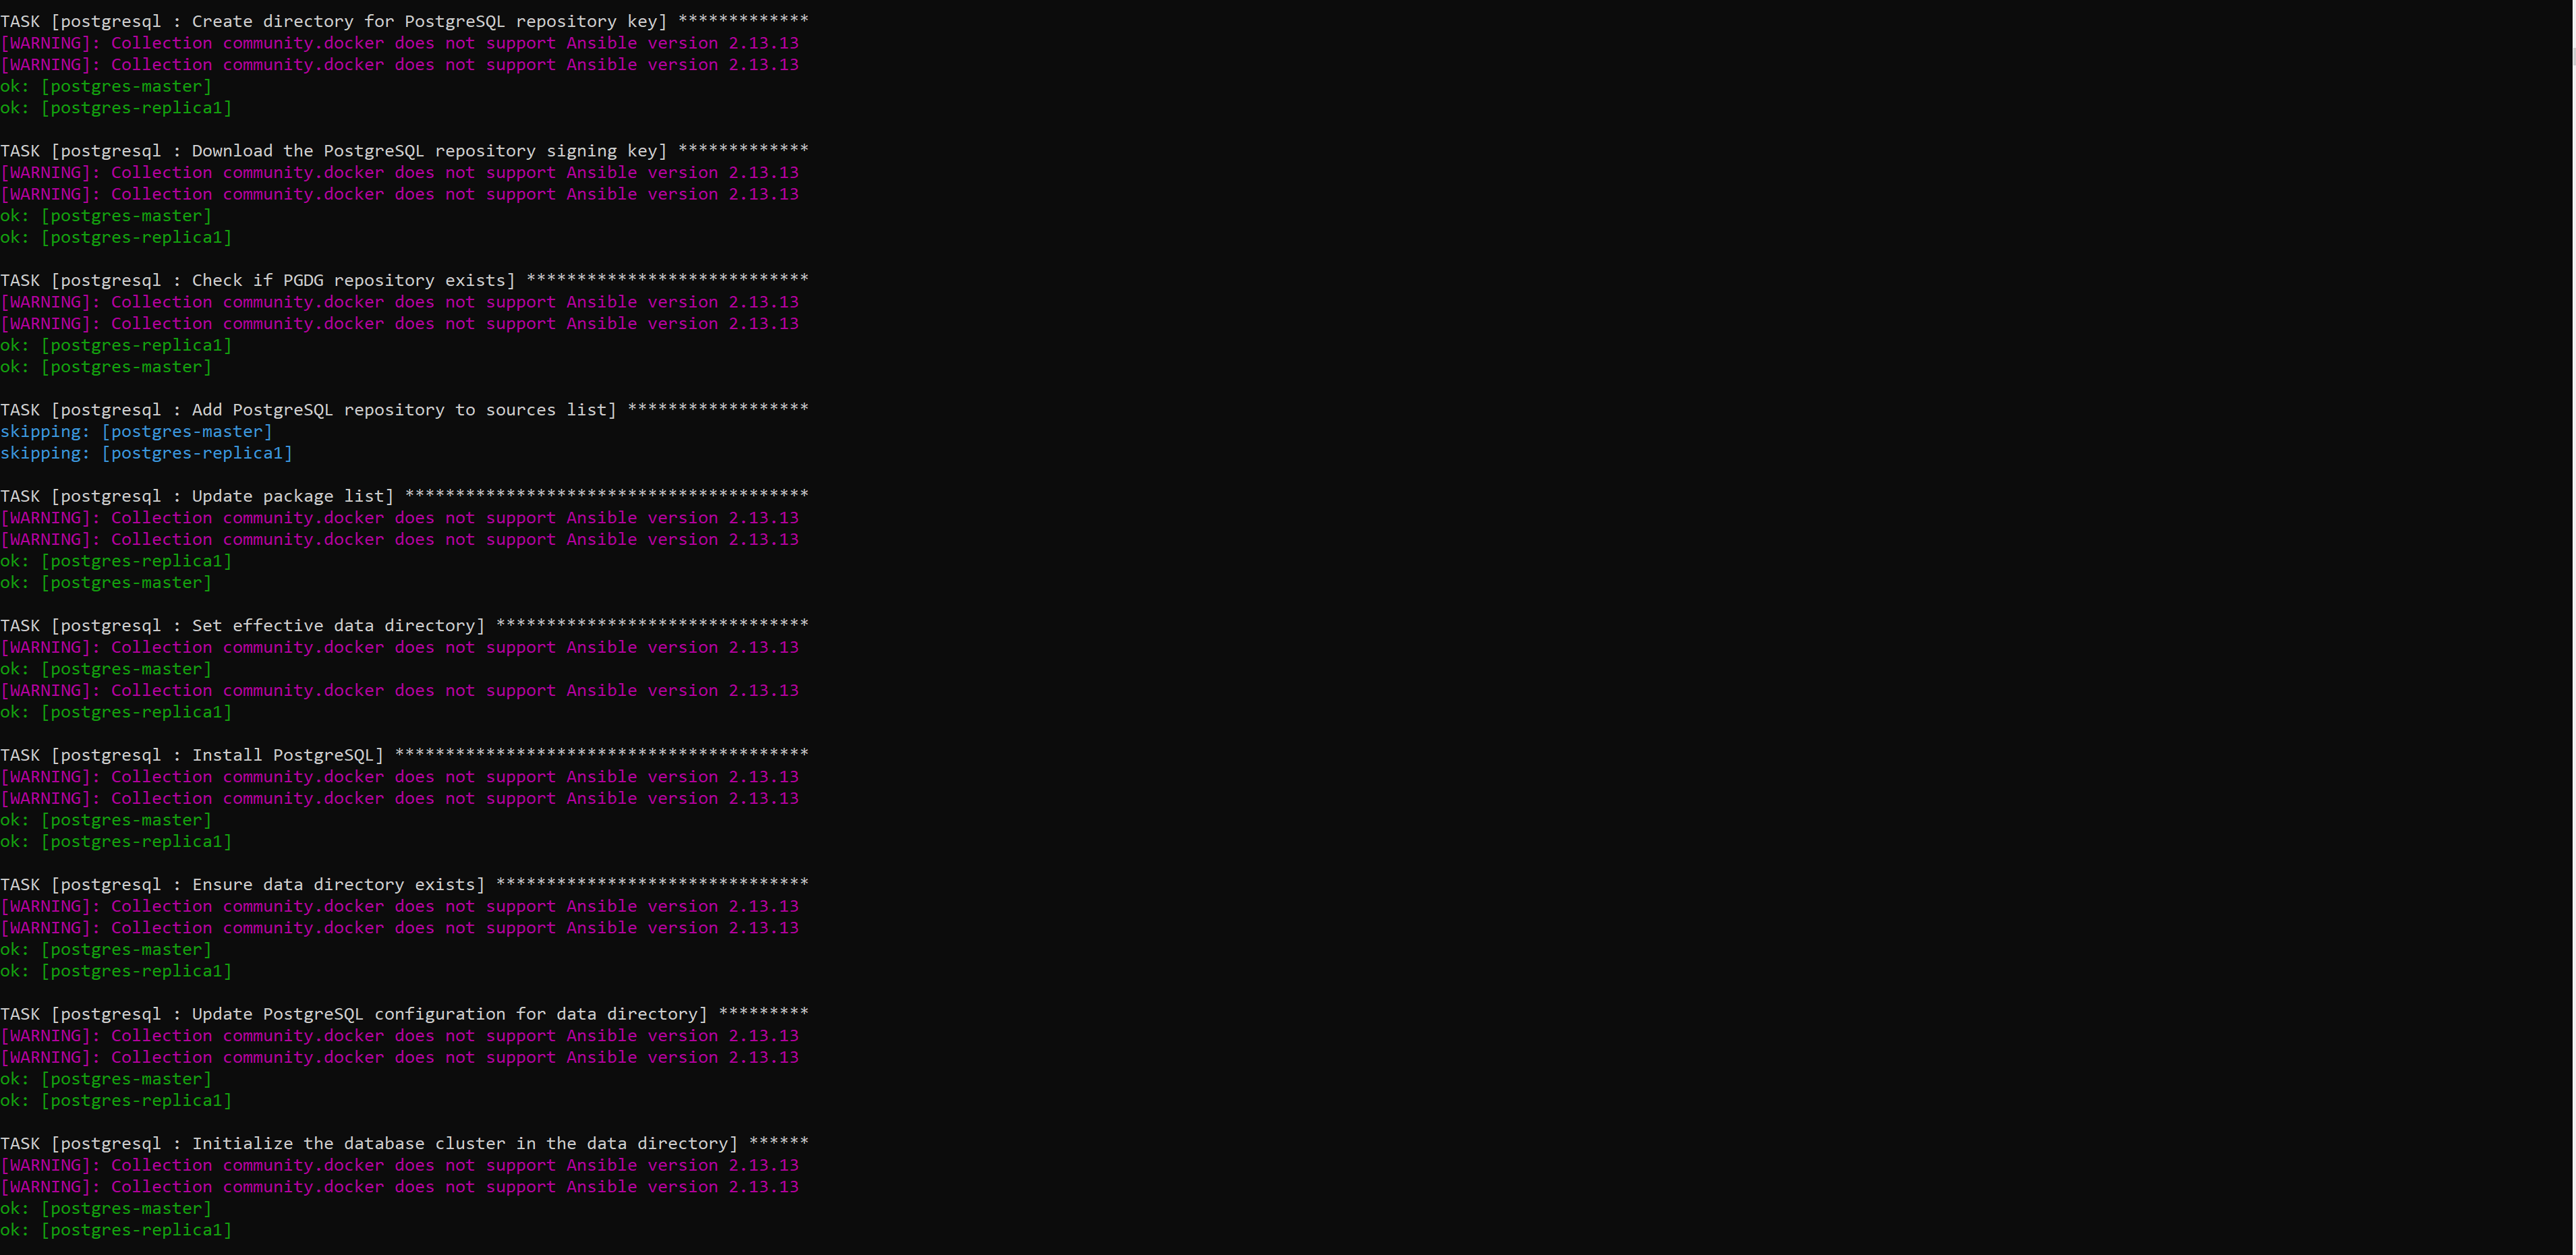 TASK [postgresql : Create directory for PostgreSQL repository key] *************
[WARNING]: Collection community.docker does not support Ansible version 2.13.13
[WARNING]: Collection community.docker does not support Ansible version 2.13.13
ok: [postgres-master]
ok: [postgres-replica1]
TASK [postgresql : Download the PostgreSQL repository signing key] *************
[WARNING]: Collection community.docker does not support Ansible version 2.13.13
[WARNING]: Collection community.docker does not support Ansible version 2.13.13
ok: [postgres-master]
ok: [postgres-replica1]
TASK [postgresql : Check if PGDG repository exists] ****************************
[WARNING]: Collection community.docker does not support Ansible version 2.13.13
[WARNING]: Collection community.docker does not support Ansible version 2.13.13
ok: [postgres-replica1]
ok: [postgres-master]
TASK [postgresql : Add PostgreSQL repository to sources list] ******************
skipping: [postgres-master]
skipping: [postgres-replica1]
TASK [postgresql : Update package list] ****************************************
[WARNING]: Collection community.docker does not support Ansible version 2.13.13
[WARNING]: Collection community.docker does not support Ansible version 2.13.13
ok: [postgres-replica1]
ok: [postgres-master]
TASK [postgresql : Set effective data directory] *******************************
[WARNING]: Collection community.docker does not support Ansible version 2.13.13
ok: [postgres-master]
[WARNING]: Collection community.docker does not support Ansible version 2.13.13
ok: [postgres-replica1]
TASK [postgresql : Install PostgreSQL] *****************************************
[WARNING]: Collection community.docker does not support Ansible version 2.13.13
[WARNING]: Collection community.docker does not support Ansible version 2.13.13
ok: [postgres-master]
ok: [postgres-replica1]
TASK [postgresql : Ensure data directory exists] *******************************
[WARNING]: Collection community.docker does not support Ansible version 2.13.13
[WARNING]: Collection community.docker does not support Ansible version 2.13.13
ok: [postgres-master]
ok: [postgres-replica1]
TASK [postgresql : Update PostgreSQL configuration for data directory] *********
[WARNING]: Collection community.docker does not support Ansible version 2.13.13
[WARNING]: Collection community.docker does not support Ansible version 2.13.13
ok: [postgres-master]
ok: [postgres-replica1]
TASK [postgresql : Initialize the database cluster in the data directory] ******
[WARNING]: Collection community.docker does not support Ansible version 2.13.13
[WARNING]: Collection community.docker does not support Ansible version 2.13.13
ok: [postgres-master]
ok: [postgres-replica1]